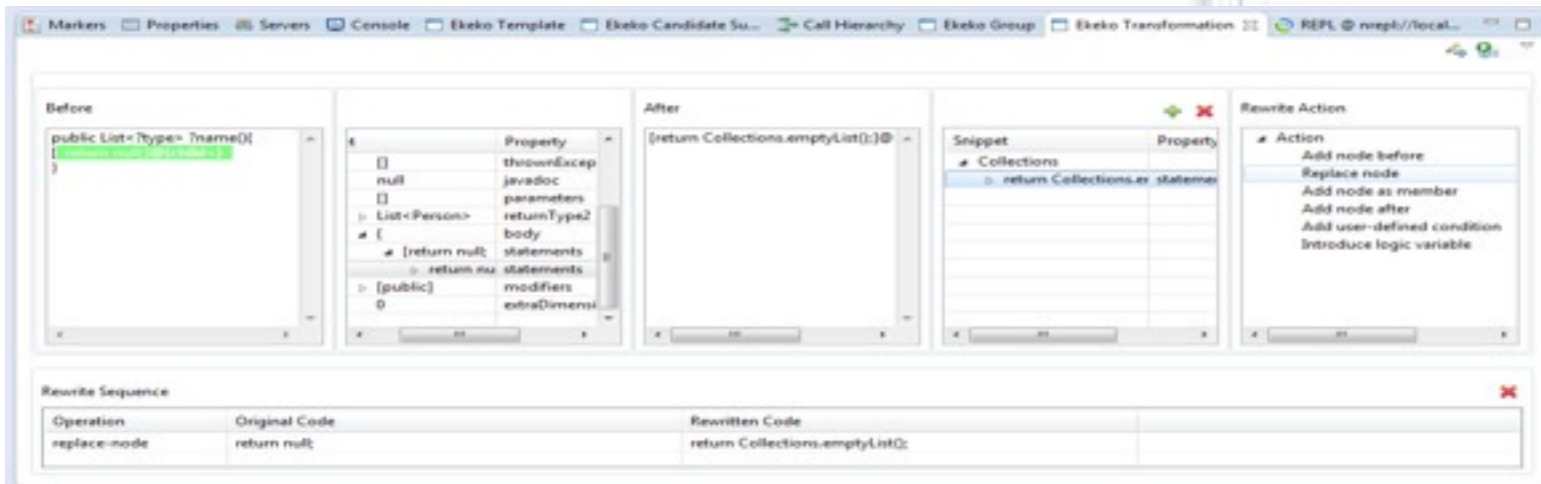 Markers Properties Servers Console Ekeko Template Ekeko Candidate Su... Call Hierarchy Ekeko Group Ekeko Transformation REPL @ nrepl://local...
Before
public List<?type> ?name(){
}
Property
[] thrownExcep
null javadoc
[] parameters
List<Person> returnType2
{ body
[return null; statements
return nu statements
[public] modifiers
0 extraDimensi
After
[return Collections.emptyList();]@
Snippet Property
Collections
return Collections.er statemer
Rewrite Action
Action
Add node before
Replace node
Add node as member
Add node after
Add user-defined condition
Introduce logic variable
Rewrite Sequence
Operation Original Code Rewritten Code
replace-node return null; return Collections.emptyList();